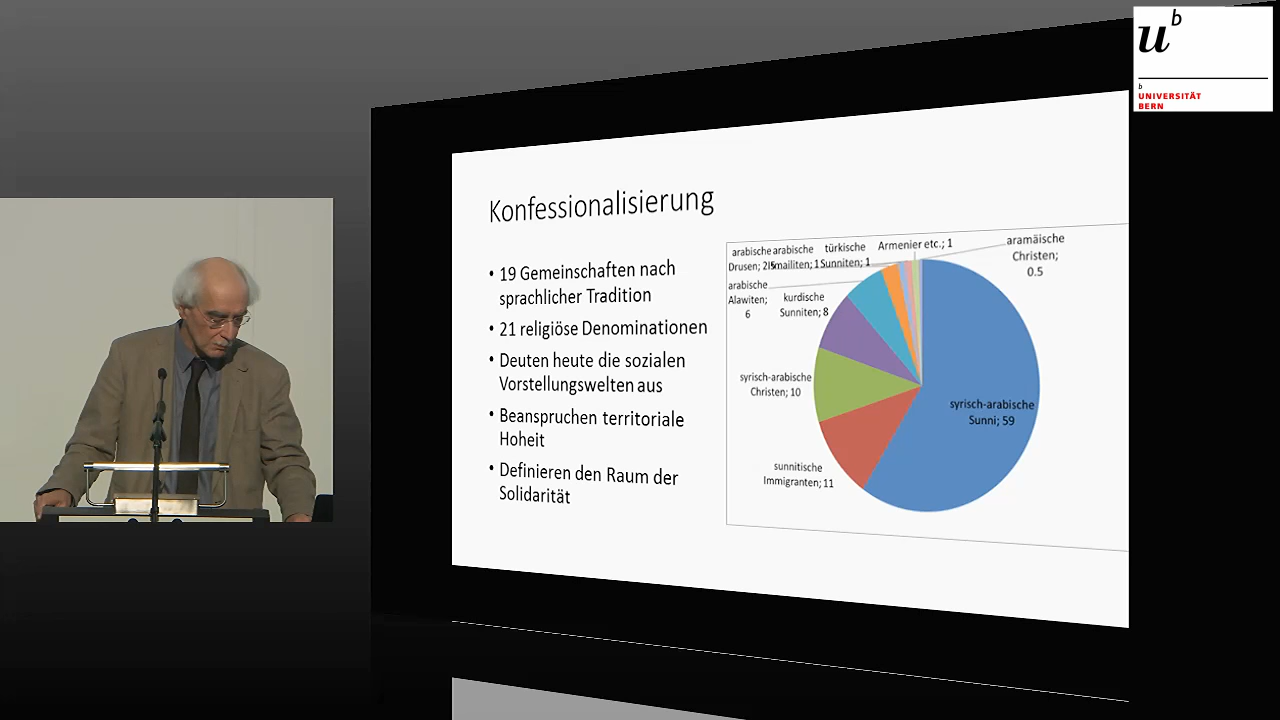 u b
b
UNIVERSITÄT
BERN
Konfessionalisierung
• 19 Gemeinschaften nach
sprachlicher Tradition
• 21 religiöse Denominationen
• Deuten heute die sozialen
Vorstellungswelten aus
• Beanspruchen territoriale
Hoheit
• Definieren den Raum der
Solidarität
arabische
Drusen;
arabische
Ismailiten; 1
türkische
Sunniten; 1
Armenier etc.; 1
aramäische
Christen;
0.5
arabische
Alawiten;
6
kurdische
Sunniten; 8
syrisch-arabische
Christen; 10
syrisch-arabische
Sunni; 59
sunnitische
Immigranten; 11